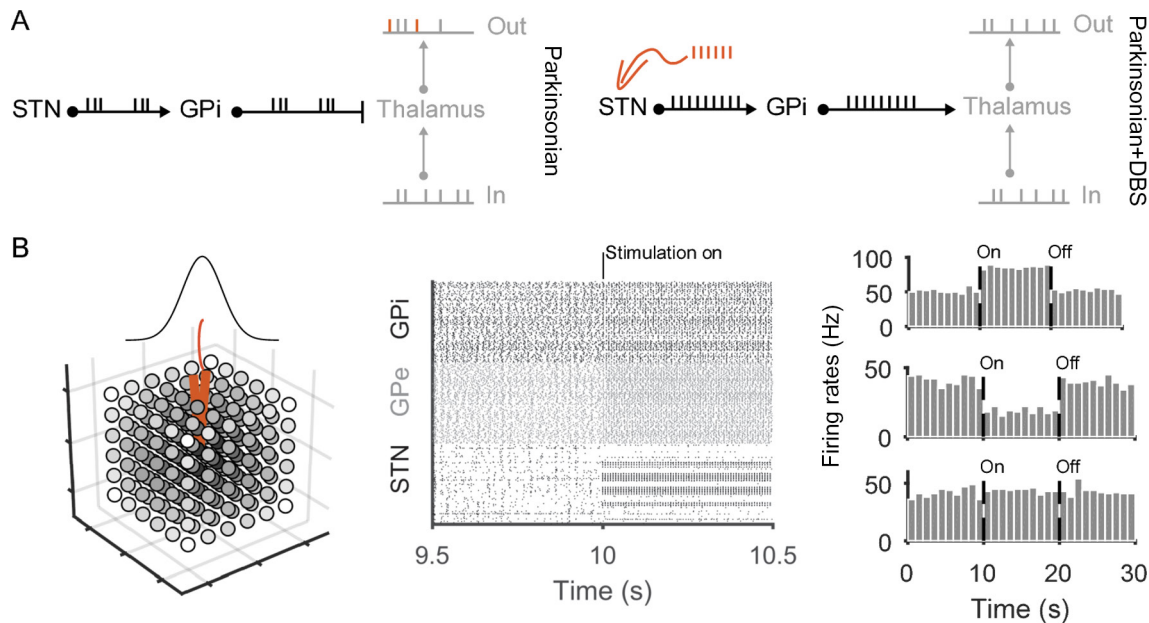 A
Out
Parkinsonian
STN
GPi
Thalamus
In
Out
Parkinsonian+DBS
STN
GPi
Thalamus
In
B
Stimulation on
GPi
GPe
STN
9.5
10
10.5
Time (s)
Firing rates (Hz)
100
50
0
On
Off
50
0
On
Off
50
0
On
Off
0
10
20
30
Time (s)